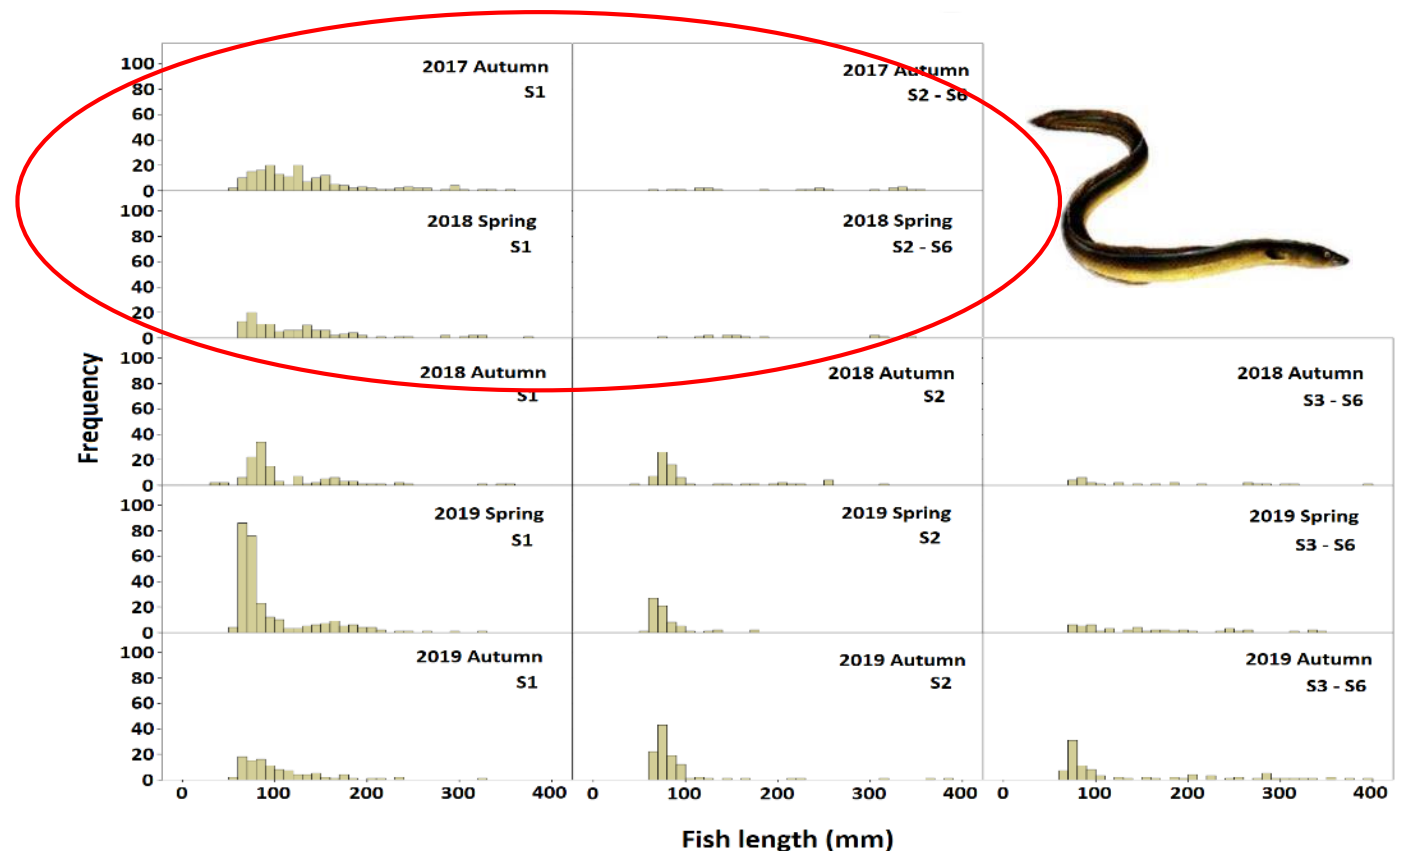 100
80
60
40
20
0
2017 Autumn
S1
2017 Autumn
S2 - S6
100
80
60
40
20
0
2018 Spring
S1
2018 Spring
S2 - S6
Frequency
100
80
60
40
20
0
2018 Autumn
S1
2018 Autumn
S2
2018 Autumn
S3 - S6
100
80
60
40
20
0
2019 Spring
S1
2019 Spring
S2
2019 Spring
S3 - S6
100
80
60
40
20
0
2019 Autumn
S1
2019 Autumn
S2
2019 Autumn
S3 - S6
0 100 200 300 400 0 100 200 300 400 0 100 200 300 400
Fish length (mm)